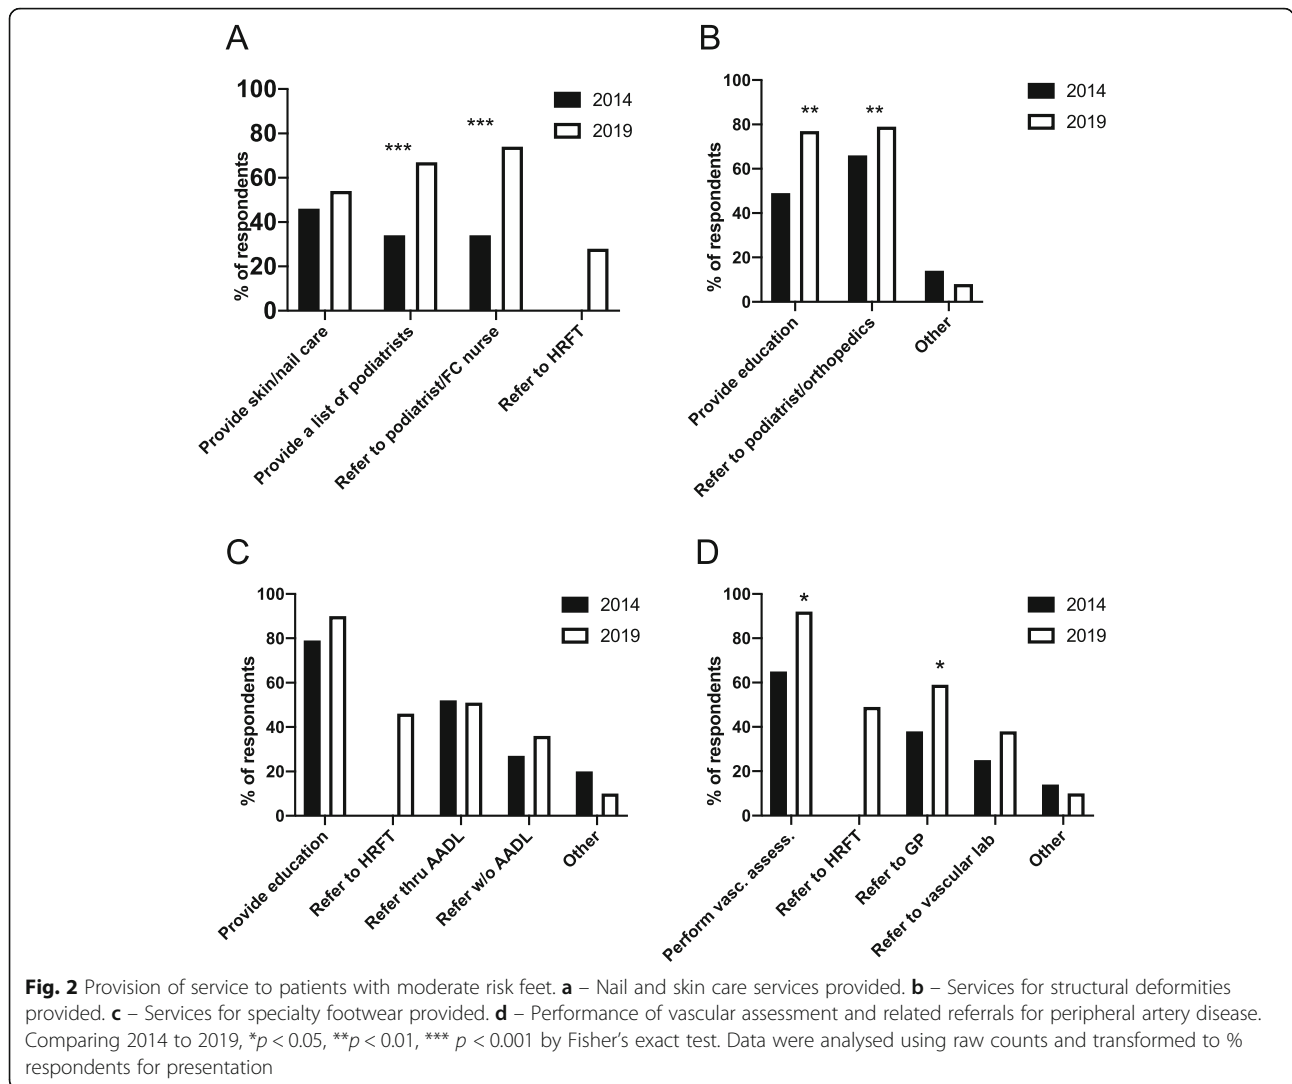 A
100
80
60
40
20
0
% of respondents
***
***
2014
2019
Provide skin/nail care
Provide a list of podiatrists
Refer to podiatrist/FC nurse
Refer to HRFT
B
100
80
60
40
20
0
% of respondents
**
**
2014
2019
Provide education
Refer to podiatrist/orthopedics
Other
C
100
80
60
40
20
0
% of respondents
2014
2019
Provide education
Refer to HRFT
Refer thru AADL
Refer w/o AADL
Other
D
100
80
60
40
20
0
% of respondents
*
*
2014
2019
Perform vasc. assess.
Refer to HRFT
Refer to GP
Refer to vascular lab
Other
Fig. 2 Provision of service to patients with moderate risk feet. a – Nail and skin care services provided. b – Services for structural deformities
provided. c – Services for specialty footwear provided. d – Performance of vascular assessment and related referrals for peripheral artery disease.
Comparing 2014 to 2019, *p < 0.05, **p < 0.01, *** p < 0.001 by Fisher's exact test. Data were analysed using raw counts and transformed to %
respondents for presentation